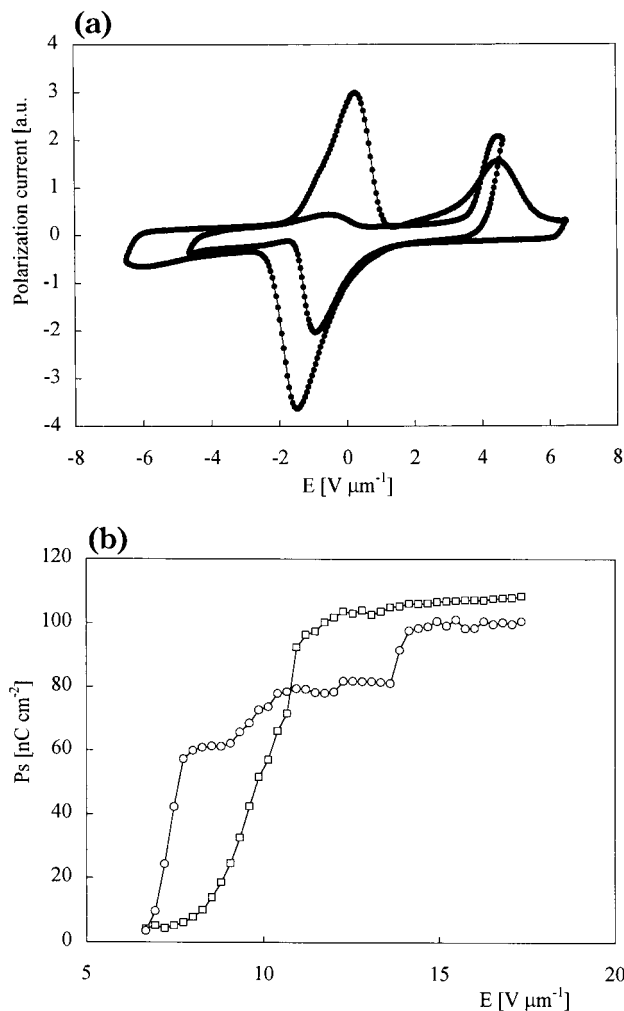 (a)
Polarization current [a.u.
4
3
2
1
0
-1
-2
-3
-4
-8 -6 -4 -2 0 2 4 6 8
E [V µm⁻¹]
(b)
Ps [nC cm⁻²]
120
100
80
60
40
20
0
5 10 15 20
E [V µm⁻¹]